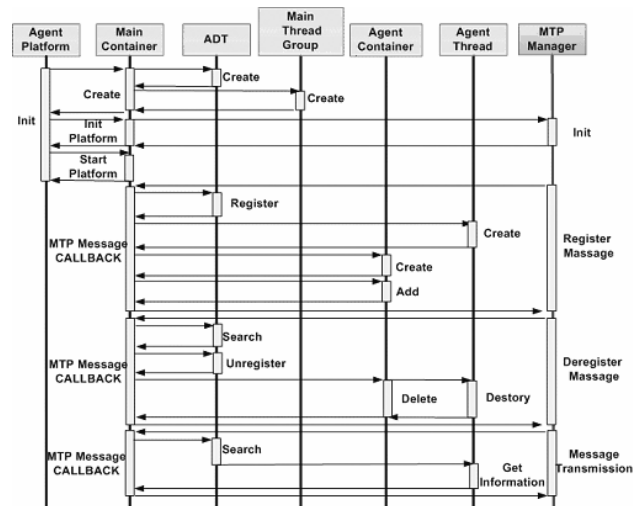 Agent
Platform
Main
Container
ADT
Main
Thread
Group
Agent
Container
Agent
Thread
MTP
Manager
Create
Create
Create
Init
Init
Platform
Init
Start
Platform
Register
MTP Message
CALLBACK
Create
Register
Massage
Create
Add
Search
Unregister
MTP Message
CALLBACK
Deregister
Massage
Delete
Destory
Search
MTP Message
CALLBACK
Message
Transmission
Get
Information